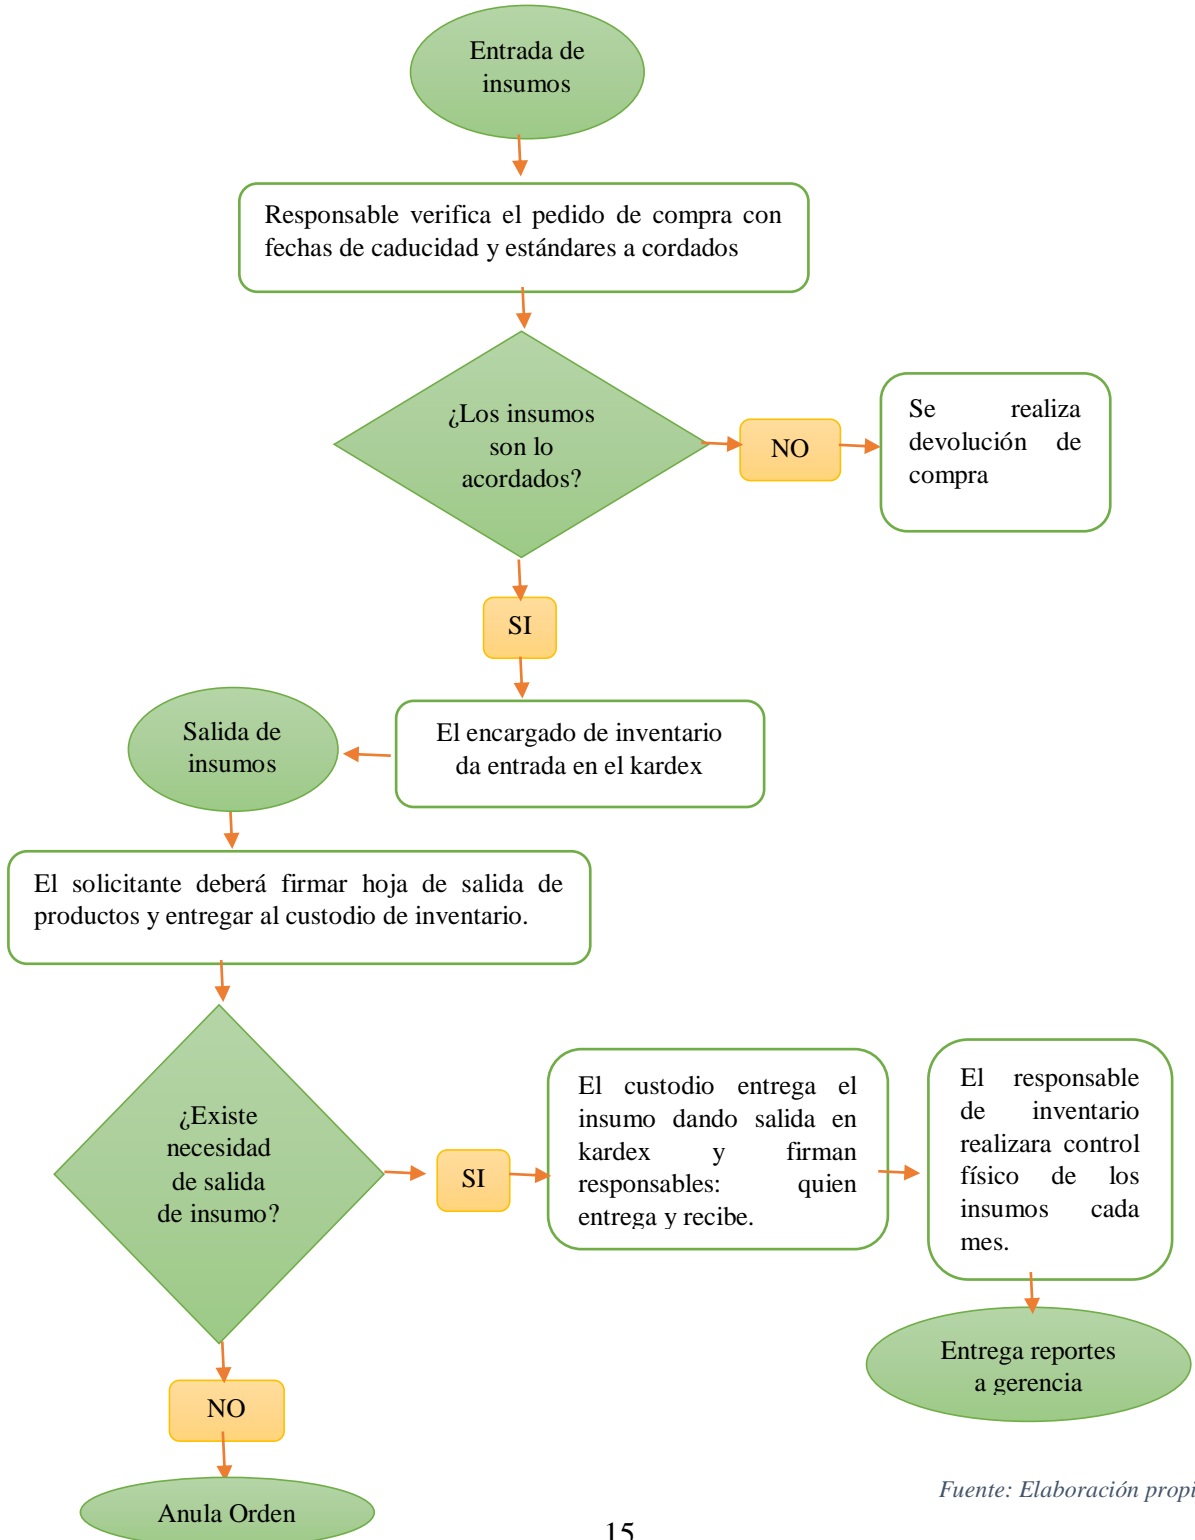 Entrada de
insumos
Responsable verifica el pedido de compra con
fechas de caducidad y estándares a cordados
¿Los insumos
son lo
acordados?
NO
Se realiza
devolución de
compra
SI
El encargado de inventario
da entrada en el kardex
Salida de
insumos
El solicitante deberá firmar hoja de salida de
productos y entregar al custodio de inventario.
¿Existe
necesidad
de salida
de insumo?
SI
El custodio entrega el
insumo dando salida en
kardex y firman
responsables: quien
entrega y recibe.
El responsable
de inventario
realizara control
físico de los
insumos cada
mes.
Entrega reportes
a gerencia
NO
Anula Orden
Fuente: Elaboración propi
15